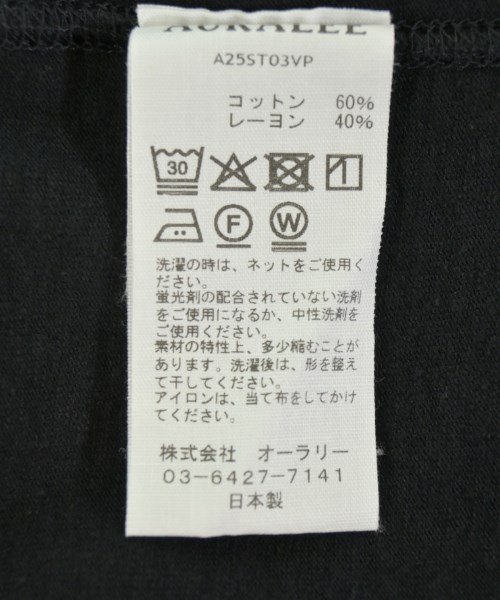 AURALEE
A25ST03VP
コットン 60%
レーヨン 40%
30
F W
洗濯の時は、ネットをご使用く
ださい。
蛍光剤の配合されていない洗剤
をご使用になるか、中性洗剤を
ご使用ください。
素材の特性上、多少縮むことが
あります。洗濯後は、形を整え
て干してください。
アイロンは、当て布をしてかけ
てください。
株式会社 オーラリー
03-6427-7141
日本製